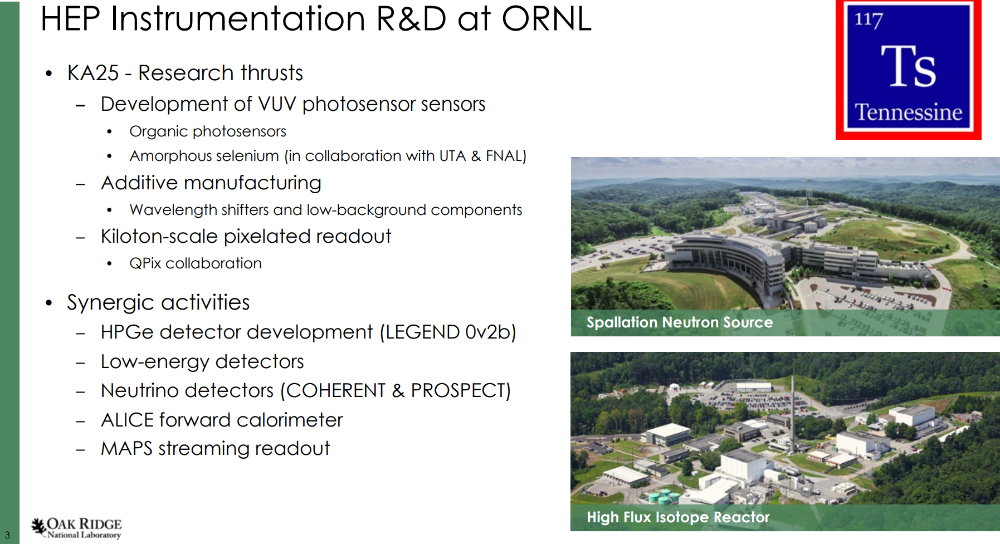 HEP Instrumentation R&D at ORNL
117
Ts
Tennessine
• KA25 - Research thrusts
– Development of VUV photosensor sensors
• Organic photosensors
• Amorphous selenium (in collaboration with UTA & FNAL)
– Additive manufacturing
• Wavelength shifters and low-background components
– Kiloton-scale pixelated readout
• QPix collaboration
• Synergic activities
– HPGe detector development (LEGEND 0v2b)
– Low-energy detectors
– Neutrino detectors (COHERENT & PROSPECT)
– ALICE forward calorimeter
– MAPS streaming readout
Spallation Neutron Source
High Flux Isotope Reactor
3
OAK RIDGE
National Laboratory